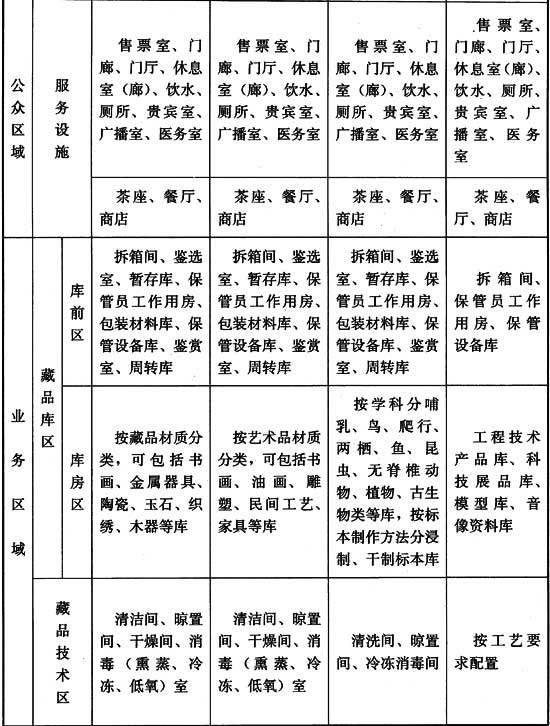 公众区域
服务设施
售票室、门
廊、门厅、休息
室（廊）、饮水、
厕所、贵宾室、
广播室、医务室
售票室、门
廊、门厅、休息
室（廊）、饮水、
厕所、贵宾室、
广播室、医务室
售票室、门
廊、门厅、休息
室（廊）、饮水、
厕所、贵宾室、
广播室、医务室
售票室、
门廊、门厅、
休息室（廊）、
饮水、厕所、
贵宾室、广
播室、医务
室
茶座、餐厅、
商店
茶座、餐厅、
商店
茶座、餐厅、
商店
茶座、餐
厅、商店
业务区域
藏品库区
库前区
拆箱间、鉴选
室、暂存库、保
管员工作用房、
包装材料库、保
管设备库、鉴赏
室、周转库
拆箱间、鉴选
室、暂存库、保
管员工作用房、
包装材料库、保
管设备库、鉴赏
室、周转库
拆箱间、鉴选
室、暂存库、保
管员工作用房、
包装材料库、保
管设备库、鉴赏
室、周转库
拆箱间、
保管员工作
用房、保管
设备库
库房区
按藏品材质分
类，可包括书
画、金属器具、
陶瓷、玉石、织
绣、木器等库
按艺术品材质
分类，可包括书
画、油画、雕
塑、民间工艺、
家具等库
按学科分哺
乳、鸟、爬行、
两栖、鱼、昆
虫、无脊椎动
物、植物、古生
物类等库，按标
本制作方法分浸
制、干制标本库
工程技术
产品库、科
技展品库、
模型库、音
像资料库
藏品技术区
清洁间、晾置
间、干燥间、消
毒（熏蒸、冷
冻、低氧）室
清洁间、晾置
间、干燥间、消
毒（熏蒸、冷
冻、低氧）室
清洗间、晾置
间、冷冻消毒间
按工艺要
求配置